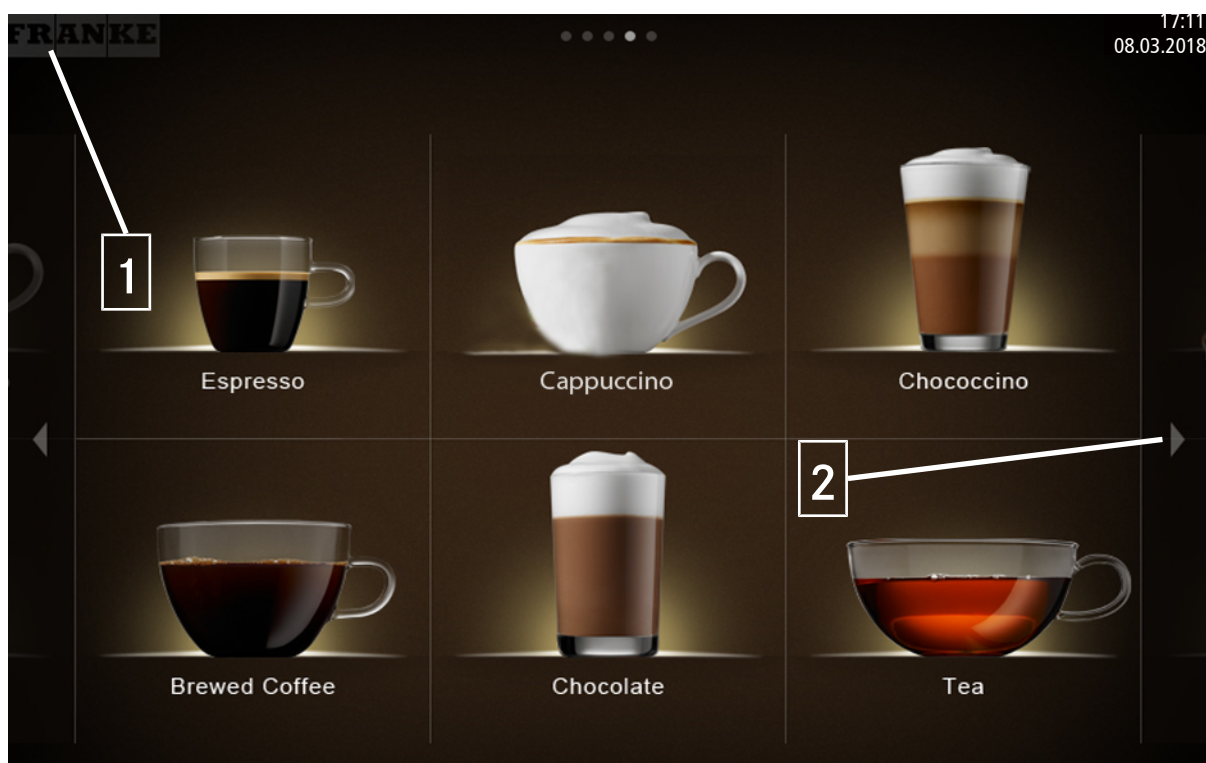 FRANKE
17:11
08.03.2018
1
Espresso
Cappuccino
Chococcino
2
Brewed Coffee
Chocolate
Tea